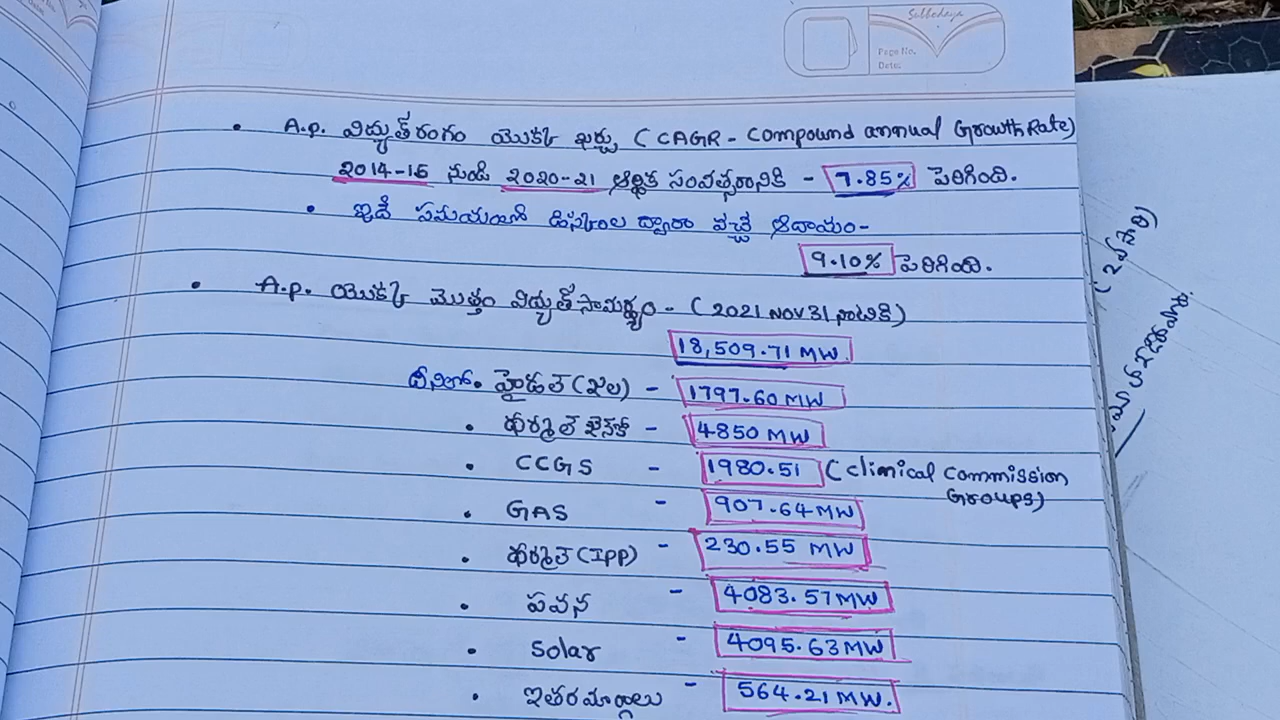 Subhodaya
Page No.
Date:
• A.p. విద్యుత్‌రంగం యొక్క ఖర్చు (CAGR - Compound annual Growth Rate)
2014-15 నుండి 2020-21 ఆర్థిక సంవత్సరానికి - 7.85% పెరిగింది.
• ఇదే సమయంలో డిస్కంల ద్వారా వచ్చే ఆదాయం-
9.10% పెరిగింది.
• A.p. యొక్క మొత్తం విద్యుత్ సామర్థ్యం - (2021 NOV 31 నాటికి)
18,509.71 MW.
దీనిలో. హైడల్ (జల) - 1797.60 MW
• థర్మల్ జెన్‌కో - 4850 MW
• CCGS - 1980.51 (clinical Commission
Groups)
• GAS - 907.64 MW
• థర్మల్ (IPP) - 230.55 MW
• పవన - 4083.57 MW
• Solar - 4095.63 MW
• ఇతర మార్గాలు - 564.21 MW.